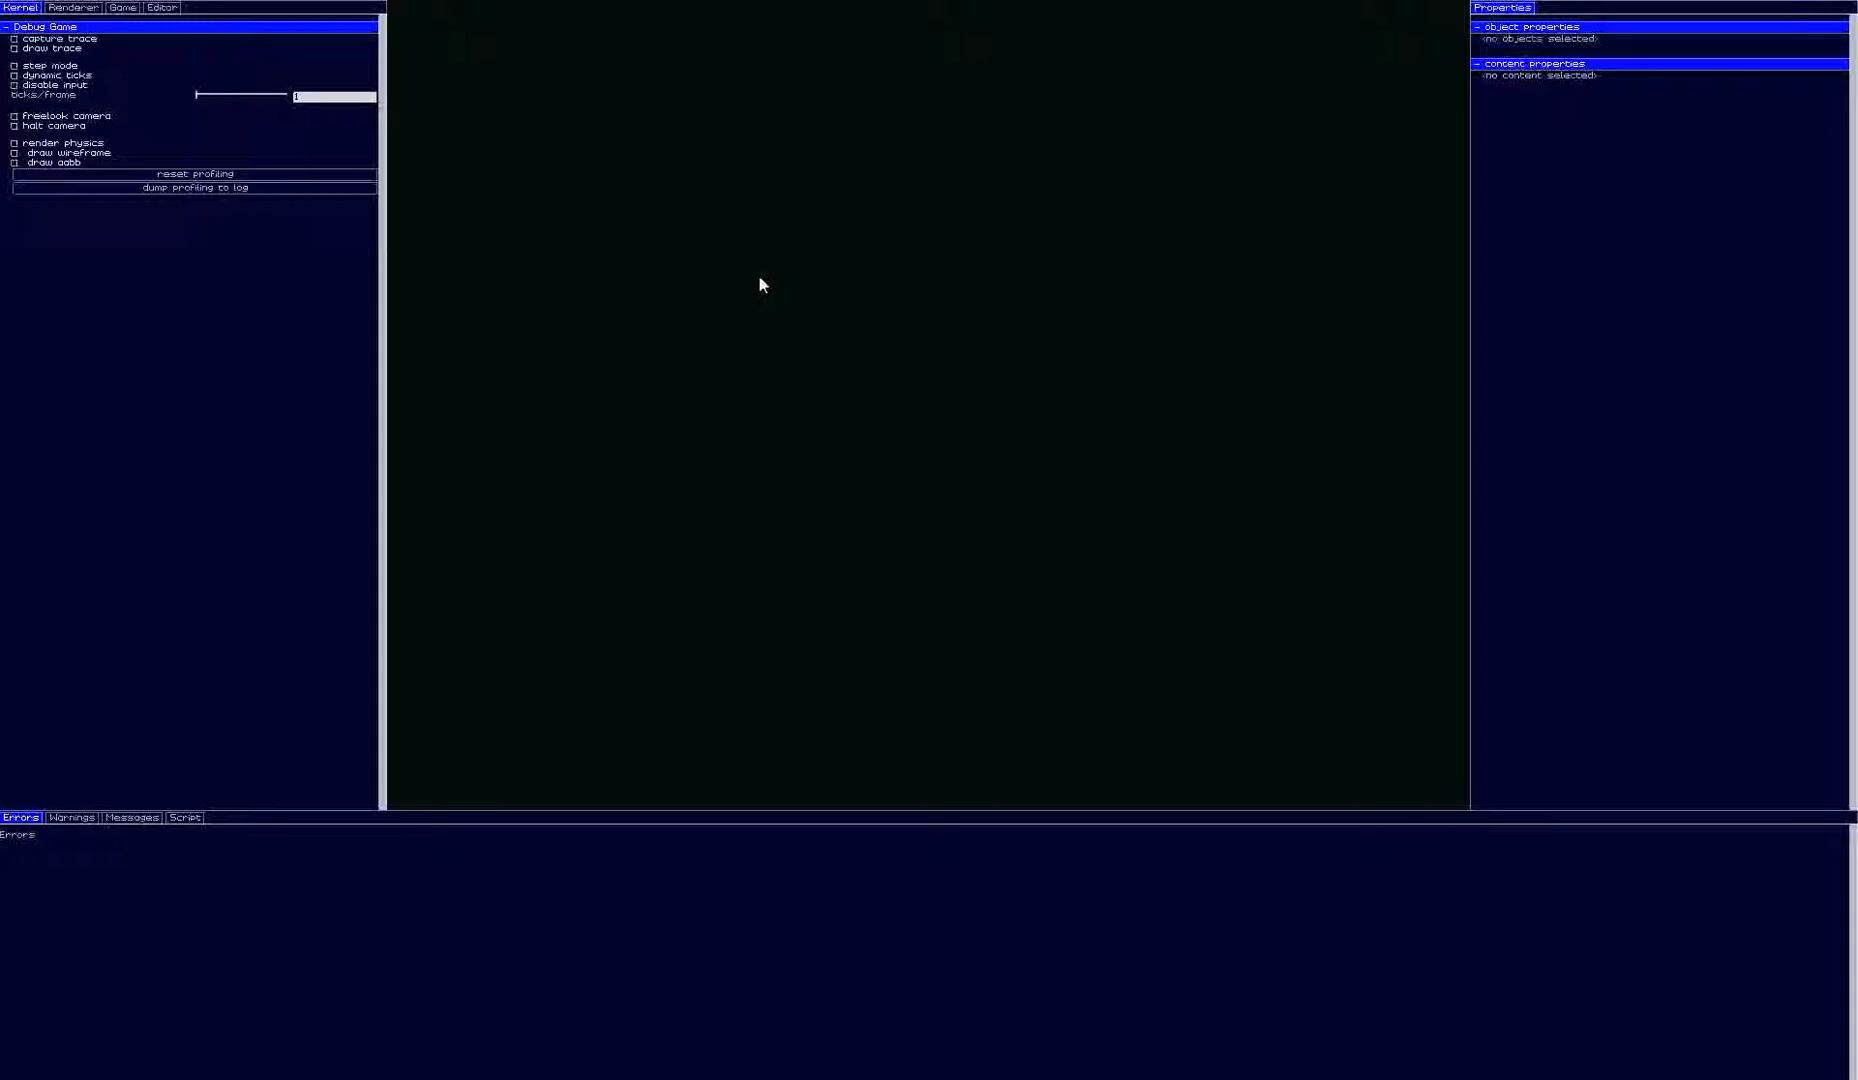 Kernel Renderer Game Editor
- Debug Game
capture trace
draw trace
step mode
dynamic ticks
disable input
ticks/frame 1
freelook camera
halt camera
render physics
draw wireframe
draw aabb
reset profiling
dump profiling to log
Properties
- object properties
<no objects selected>
- content properties
<no content selected>
Errors Warnings Messages Script
Errors